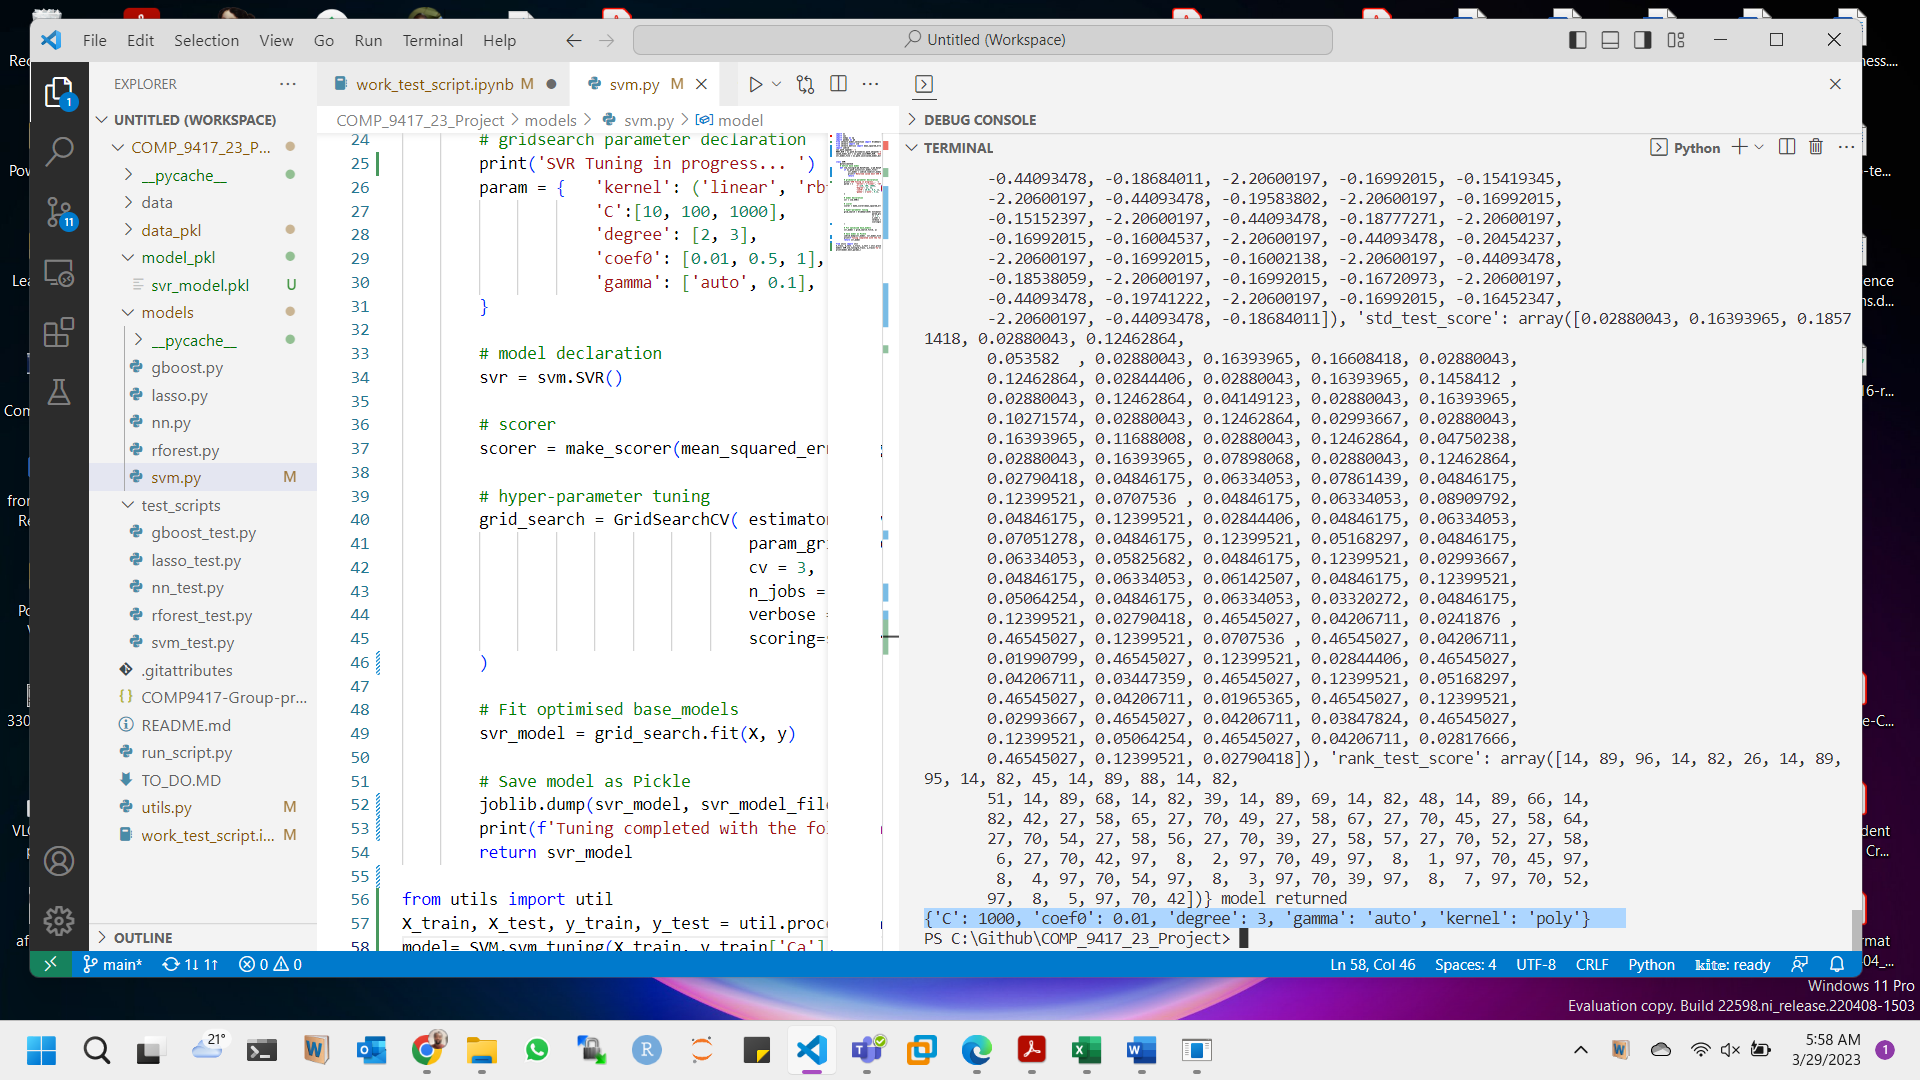 File Edit Selection View Go Run Terminal Help
Untitled (Workspace)
EXPLORER
UNTITLED (WORKSPACE)
COMP_9417_23_P...
__pycache__
data
data_pkl
model_pkl
svr_model.pkl U
models
__pycache__
gboost.py
lasso.py
nn.py
rforest.py
svm.py M
test_scripts
gboost_test.py
lasso_test.py
nn_test.py
rforest_test.py
svm_test.py
.gitattributes
COMP9417-Group-pr...
README.md
run_script.py
TO_DO.MD
utils.py M
work_test_script.i... M
OUTLINE
1
11
work_test_script.ipynb M
svm.py M
COMP_9417_23_Project > models > svm.py > model
24 # gridsearch parameter declaration
25 print('SVR Tuning in progress... ')
26 param = { 'kernel': ('linear', 'rb
27 'C':[10, 100, 1000],
28 'degree': [2, 3],
29 'coef0': [0.01, 0.5, 1],
30 'gamma': ['auto', 0.1],
31 }
32
33 # model declaration
34 svr = svm.SVR()
35
36 # scorer
37 scorer = make_scorer(mean_squared_err
38
39 # hyper-parameter tuning
40 grid_search = GridSearchCV( estimator
41 param_gr
42 cv = 3,
43 n_jobs =
44 verbose =
45 scoring=
46 )
47
48 # Fit optimised base_models
49 svr_model = grid_search.fit(X, y)
50
51 # Save model as Pickle
52 joblib.dump(svr_model, svr_model_file
53 print(f'Tuning completed with the fol
54 return svr_model
55
56 from utils import util
57 X_train, X_test, y_train, y_test = util.proc
58 model= SVM.svm_tuning(X_train, y_train['Ca']
DEBUG CONSOLE
TERMINAL
Python
-0.44093478, -0.18684011, -2.20600197, -0.16992015, -0.15419345,
-2.20600197, -0.44093478, -0.19583802, -2.20600197, -0.16992015,
-0.15152397, -2.20600197, -0.44093478, -0.18777271, -2.20600197,
-0.16992015, -0.16004537, -2.20600197, -0.44093478, -0.20454237,
-2.20600197, -0.16992015, -0.16002138, -2.20600197, -0.44093478,
-0.18538059, -2.20600197, -0.16992015, -0.16720973, -2.20600197,
-0.44093478, -0.19741222, -2.20600197, -0.16992015, -0.16452347,
-2.20600197, -0.44093478, -0.18684011]), 'std_test_score': array([0.02880043, 0.16393965, 0.1857
1418, 0.02880043, 0.12462864,
0.053582  , 0.02880043, 0.16393965, 0.16608418, 0.02880043,
0.12462864, 0.02844406, 0.02880043, 0.16393965, 0.1458412 ,
0.02880043, 0.12462864, 0.04149123, 0.02880043, 0.16393965,
0.10271574, 0.02880043, 0.12462864, 0.02993667, 0.02880043,
0.16393965, 0.11688008, 0.02880043, 0.12462864, 0.04750238,
0.02880043, 0.16393965, 0.07898068, 0.02880043, 0.12462864,
0.02790418, 0.04846175, 0.06334053, 0.07861439, 0.04846175,
0.12399521, 0.0707536 , 0.04846175, 0.06334053, 0.08909792,
0.04846175, 0.12399521, 0.02844406, 0.04846175, 0.06334053,
0.07051278, 0.04846175, 0.12399521, 0.05168297, 0.04846175,
0.06334053, 0.05825682, 0.04846175, 0.12399521, 0.02993667,
0.04846175, 0.06334053, 0.06142507, 0.04846175, 0.12399521,
0.05064254, 0.04846175, 0.06334053, 0.03320272, 0.04846175,
0.12399521, 0.02790418, 0.46545027, 0.04206711, 0.0241876 ,
0.46545027, 0.12399521, 0.0707536 , 0.46545027, 0.04206711,
0.01990799, 0.46545027, 0.12399521, 0.02844406, 0.46545027,
0.04206711, 0.03447359, 0.46545027, 0.12399521, 0.05168297,
0.46545027, 0.04206711, 0.01965365, 0.46545027, 0.12399521,
0.02993667, 0.46545027, 0.04206711, 0.03847824, 0.46545027,
0.12399521, 0.05064254, 0.46545027, 0.04206711, 0.02817666,
0.46545027, 0.12399521, 0.02790418]), 'rank_test_score': array([14, 89, 96, 14, 82, 26, 14, 89,
95, 14, 82, 45, 14, 89, 88, 14, 82,
51, 14, 89, 68, 14, 82, 39, 14, 89, 69, 14, 82, 48, 14, 89, 66, 14,
82, 42, 27, 58, 65, 27, 70, 49, 27, 58, 67, 27, 70, 45, 27, 58, 64,
27, 70, 54, 27, 58, 56, 27, 70, 39, 27, 58, 57, 27, 70, 52, 27, 58,
6, 27, 70, 42, 97, 8, 2, 97, 70, 49, 97, 8, 1, 97, 70, 45, 97,
8, 4, 97, 70, 54, 97, 8, 3, 97, 70, 39, 97, 8, 7, 97, 70, 52,
97, 8, 5, 97, 70, 42])} model returned
{'C': 1000, 'coef0': 0.01, 'degree': 3, 'gamma': 'auto', 'kernel': 'poly'}
PS C:\Github\COMP_9417_23_Project>
main* 1↓ 1↑ 0 0
Ln 58, Col 46 Spaces: 4 UTF-8 CRLF Python kite: ready
Windows 11 Pro
Evaluation copy. Build 22598.ni_release.220408-1503
21°
5:58 AM
3/29/2023
1